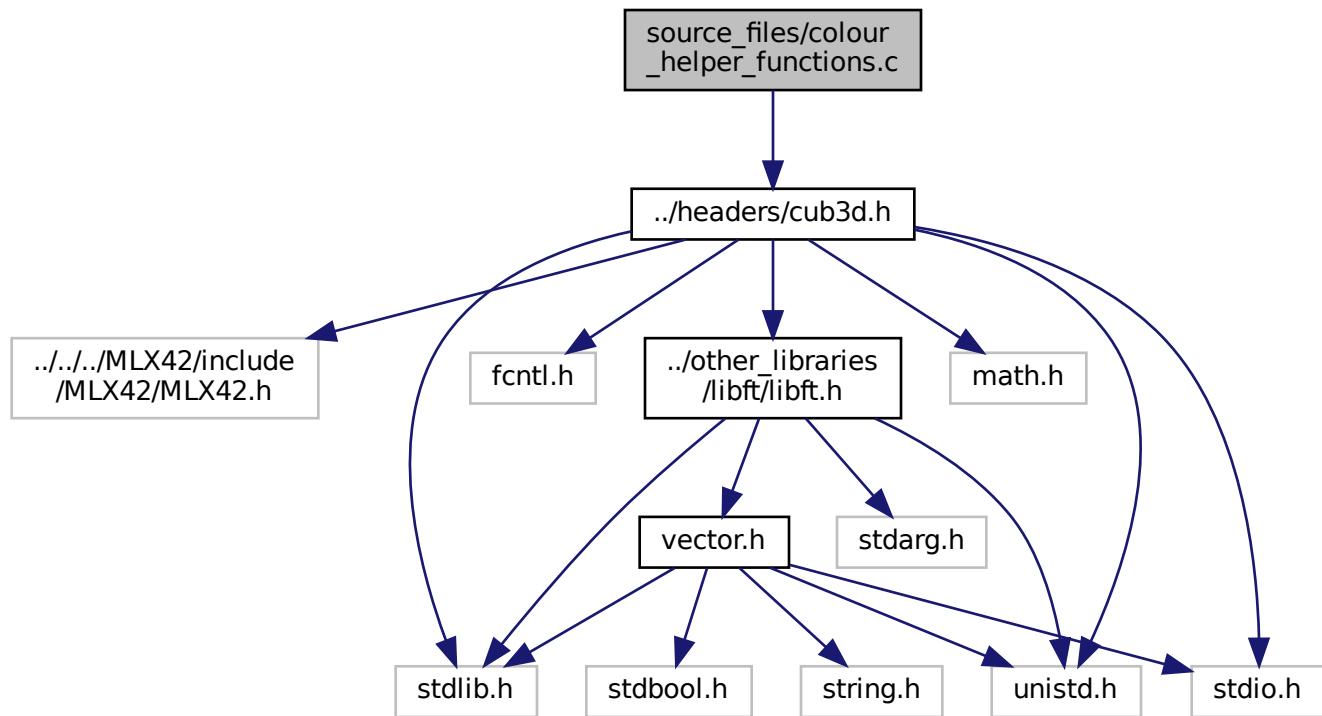 source_files/colour
_helper_functions.c
../headers/cub3d.h
../../../MLX42/include
/MLX42/MLX42.h
fcntl.h
../other_libraries
/libft/libft.h
math.h
vector.h
stdarg.h
stdlib.h
stdbool.h
string.h
unistd.h
stdio.h